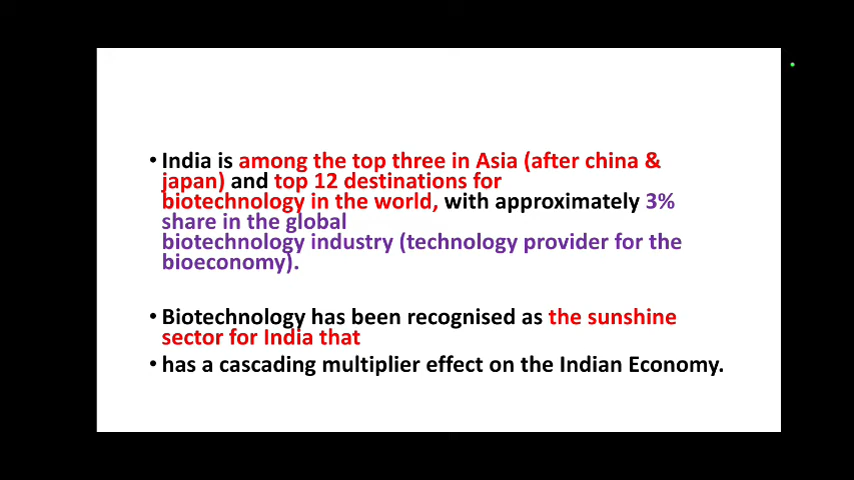 • India is among the top three in Asia (after china &
japan) and top 12 destinations for
biotechnology in the world, with approximately 3%
share in the global
biotechnology industry (technology provider for the
bioeconomy).
• Biotechnology has been recognised as the sunshine
sector for India that
• has a cascading multiplier effect on the Indian Economy.